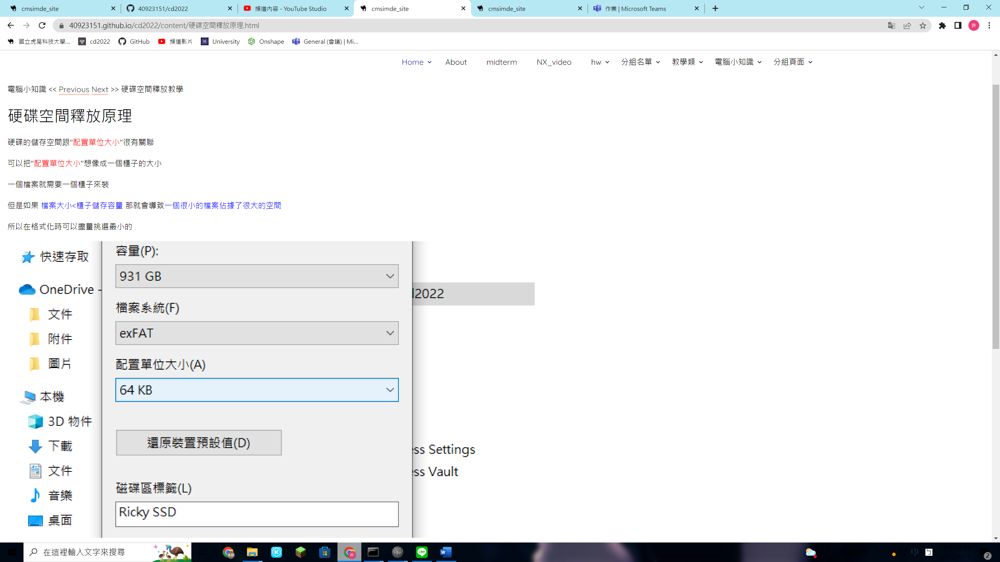 cmsimde_site
40923151/cd2022
頻道內容 - YouTube Studio
cmsimde_site
cmsimde_site
作業 | Microsoft Teams
40923151.github.io/cd2022/content/硬碟空間釋放原理.html
許
國立虎尾科技大學...
cd2022
GitHub
頻道影片
University
Onshape
General (會議) | Mi...
Home
About
midterm
NX_video
hw
分組名單
教學類
電腦小知識
分組頁面
電腦小知識 << Previous Next >> 硬碟空間釋放教學
硬碟空間釋放原理
硬碟的儲存空間跟"配置單位大小"很有關聯
可以把"配置單位大小"想像成一個櫃子的大小
一個檔案就需要一個櫃子來裝
但是如果 檔案大小<櫃子儲存容量 那就會導致一個很小的檔案佔據了很大的空間
所以在格式化時可以盡量挑選最小的
快速存取
OneDrive -
文件
附件
圖片
本機
3D 物件
下載
文件
音樂
桌面
容量(P):
931 GB
檔案系統(F)
exFAT
配置單位大小(A)
64 KB
還原裝置預設值(D)
磁碟區標籤(L)
Ricky SSD
d2022
ess Settings
ess Vault
在這裡輸入文字來搜尋
中
ㄅ
2